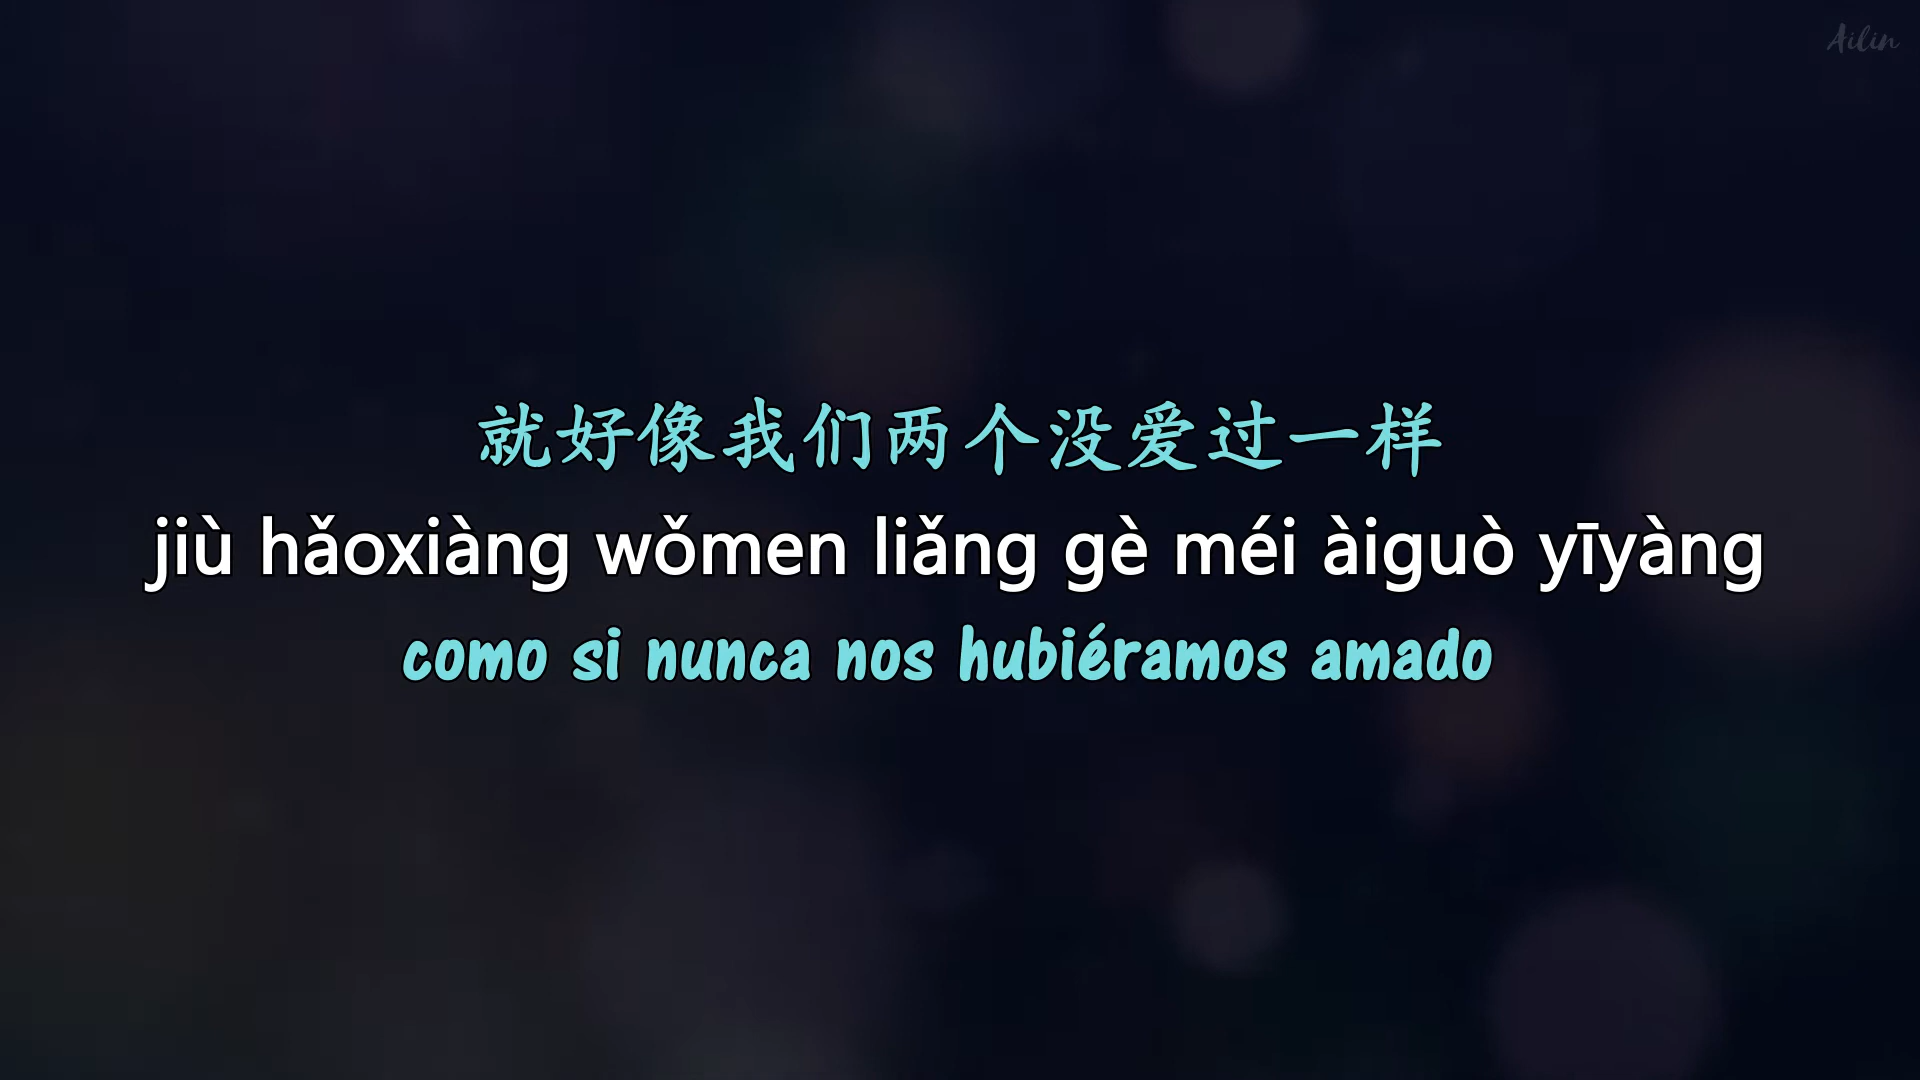 Ailin
就好像我们两个没爱过一样
jiù hǎoxiàng wǒmen liǎng gè méi àiguò yīyàng
como si nunca nos hubiéramos amado